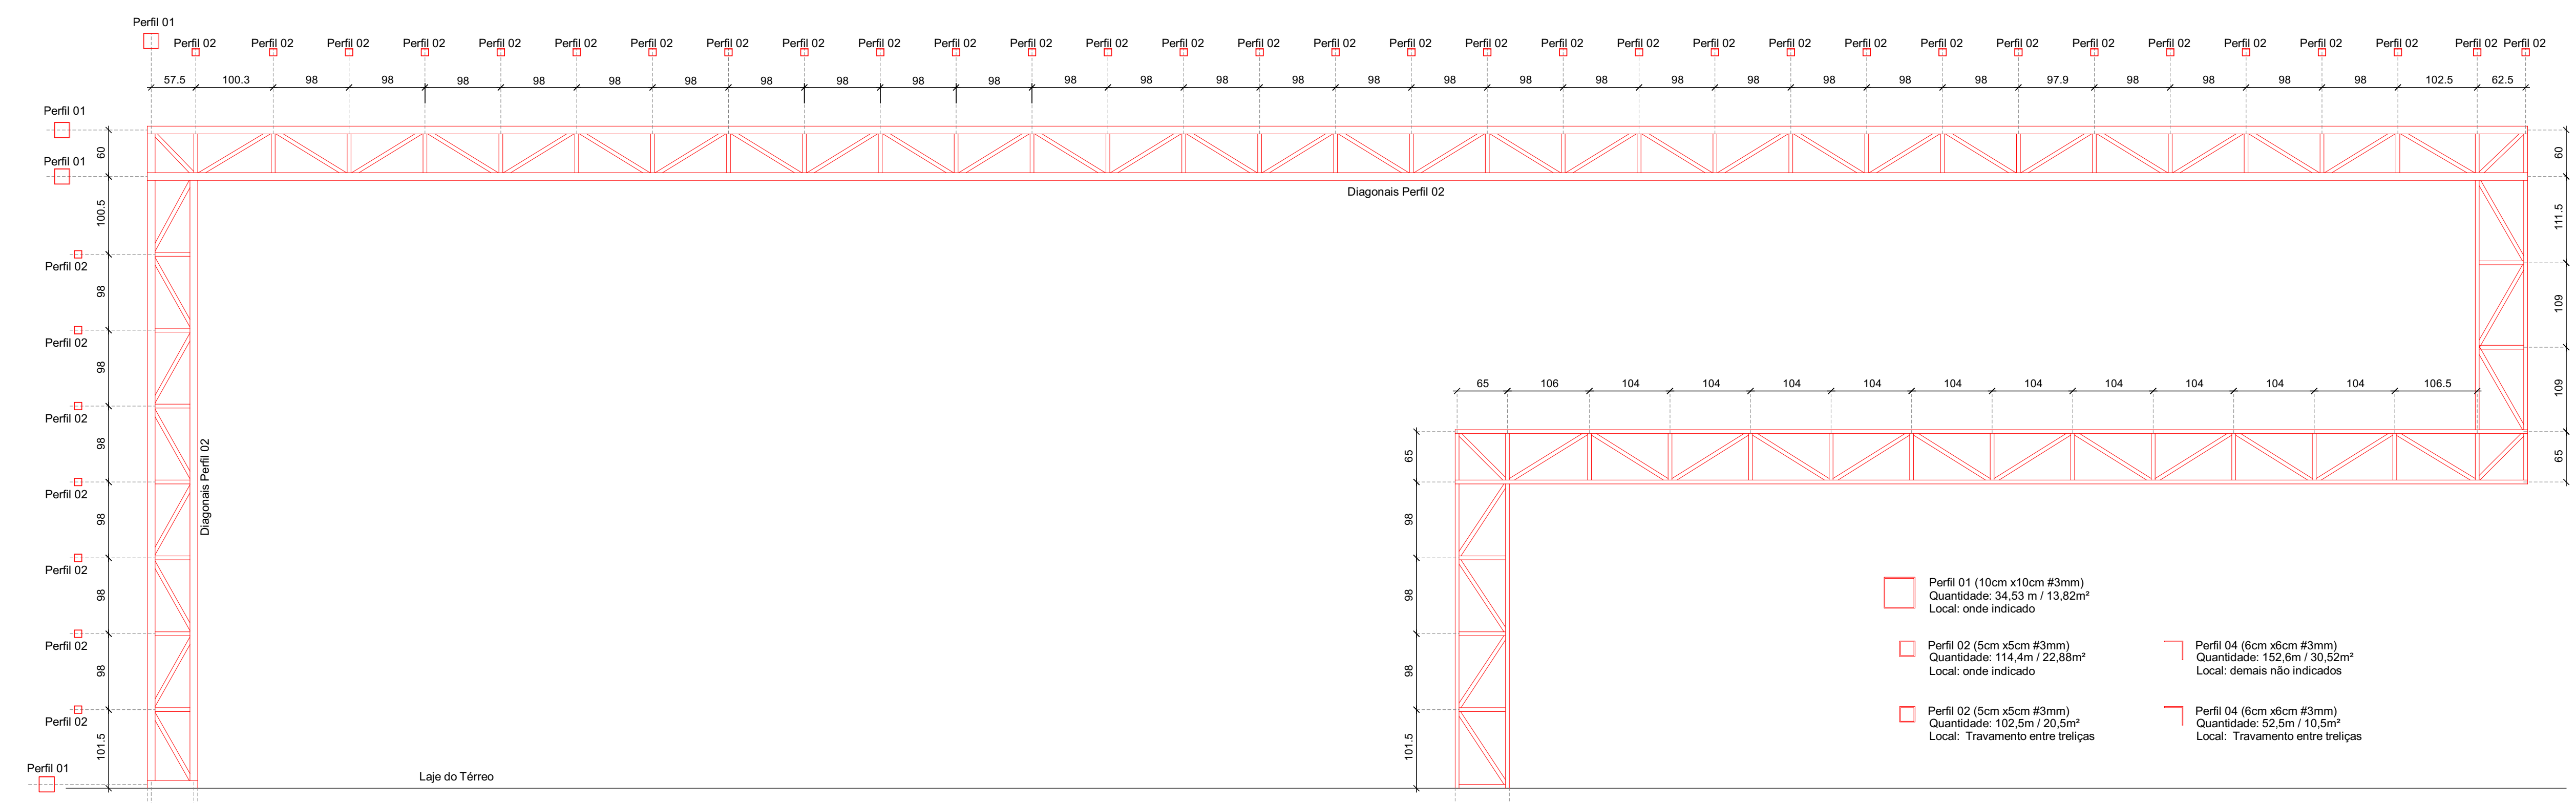 Perfil 01
Perfil 02 Perfil 02 Perfil 02 Perfil 02 Perfil 02 Perfil 02 Perfil 02 Perfil 02 Perfil 02 Perfil 02 Perfil 02 Perfil 02 Perfil 02 Perfil 02 Perfil 02 Perfil 02 Perfil 02 Perfil 02 Perfil 02 Perfil 02 Perfil 02 Perfil 02 Perfil 02 Perfil 02 Perfil 02 Perfil 02 Perfil 02 Perfil 02 Perfil 02 Perfil 02 Perfil 02 Perfil 02
57.5 100.3 98 98 98 98 98 98 98 98 98 98 98 98 98 98 98 98 98 98 98 98 98 98 98 97.9 98 98 98 98 102.5 62.5
Perfil 01
60
Perfil 01
100.5
Perfil 02
98
Perfil 02
98
Perfil 02
98
Perfil 02
98
Perfil 02
98
Perfil 02
98
Perfil 02
101.5
Perfil 01
Diagonais Perfil 02
Diagonais Perfil 02
Laje do Térreo
60
111.5
109
109
65
65 106 104 104 104 104 104 104 104 104 104 104 106.5
65
98
98
98
101.5
Perfil 01 (10cm x10cm #3mm)
Quantidade: 34,53 m / 13,82m²
Local: onde indicado
Perfil 02 (5cm x5cm #3mm)
Quantidade: 114,4m / 22,88m²
Local: onde indicado
Perfil 04 (6cm x6cm #3mm)
Quantidade: 152,6m / 30,52m²
Local: demais não indicados
Perfil 02 (5cm x5cm #3mm)
Quantidade: 102,5m / 20,5m²
Local: Travamento entre treliças
Perfil 04 (6cm x6cm #3mm)
Quantidade: 52,5m / 10,5m²
Local: Travamento entre treliças